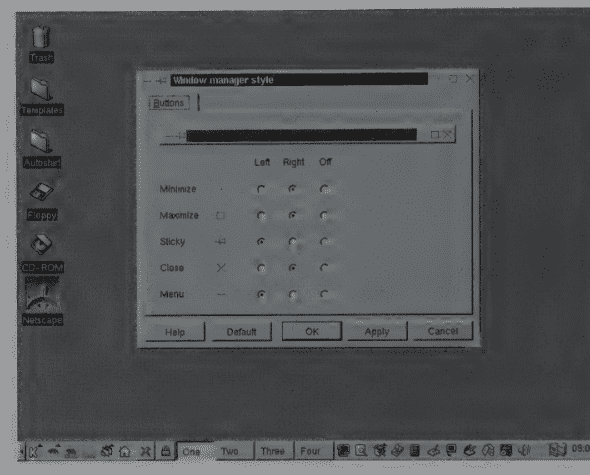 Trash
Window manager style
Buttons
Templates
Left Right Off
Autostart
Minimize
Floppy
Maximize
Sticky
CD-ROM
Close
Menu
Netscape
Help Default OK Apply Cancel
K One Two Three Four